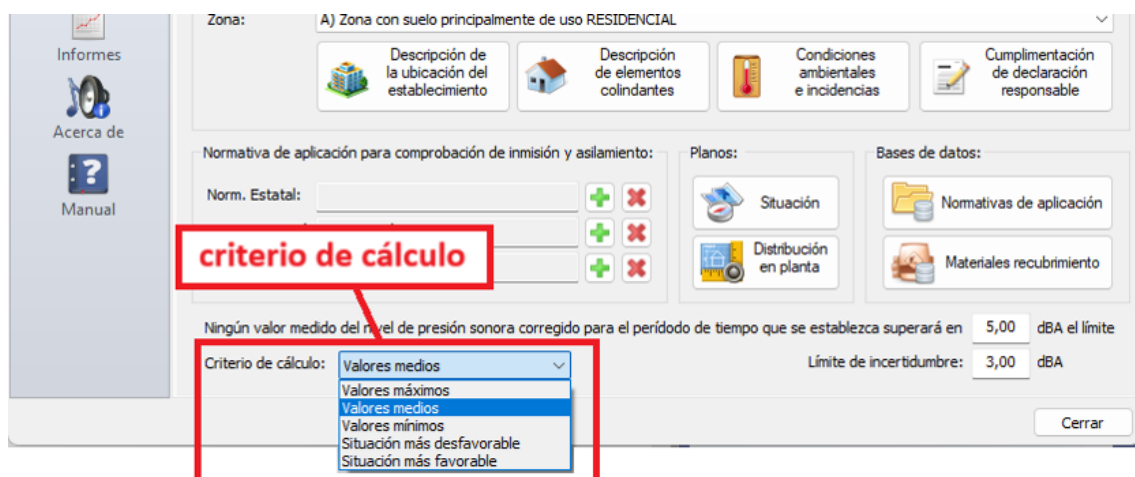 Zona:
A) Zona con suelo principalmente de uso RESIDENCIAL
Informes
Acerca de
Manual
Descripción de
la ubicación del
establecimiento
Descripción
de elementos
colindantes
Condiciones
ambientales
e incidencias
Cumplimentación
de declaración
responsable
Normativa de aplicación para comprobación de inmisión y asilamiento:
Norm. Estatal:
Planos:
Situación
Distribución
en planta
Bases de datos:
Normativas de aplicación
Materiales recubrimiento
criterio de cálculo
Ningún valor medido del nivel de presión sonora corregido para el período de tiempo que se establezca superará en 5,00 dBA el límite
Criterio de cálculo: Valores medios
Límite de incertidumbre: 3,00 dBA
Valores máximos
Valores medios
Valores mínimos
Situación más desfavorable
Situación más favorable
Cerrar